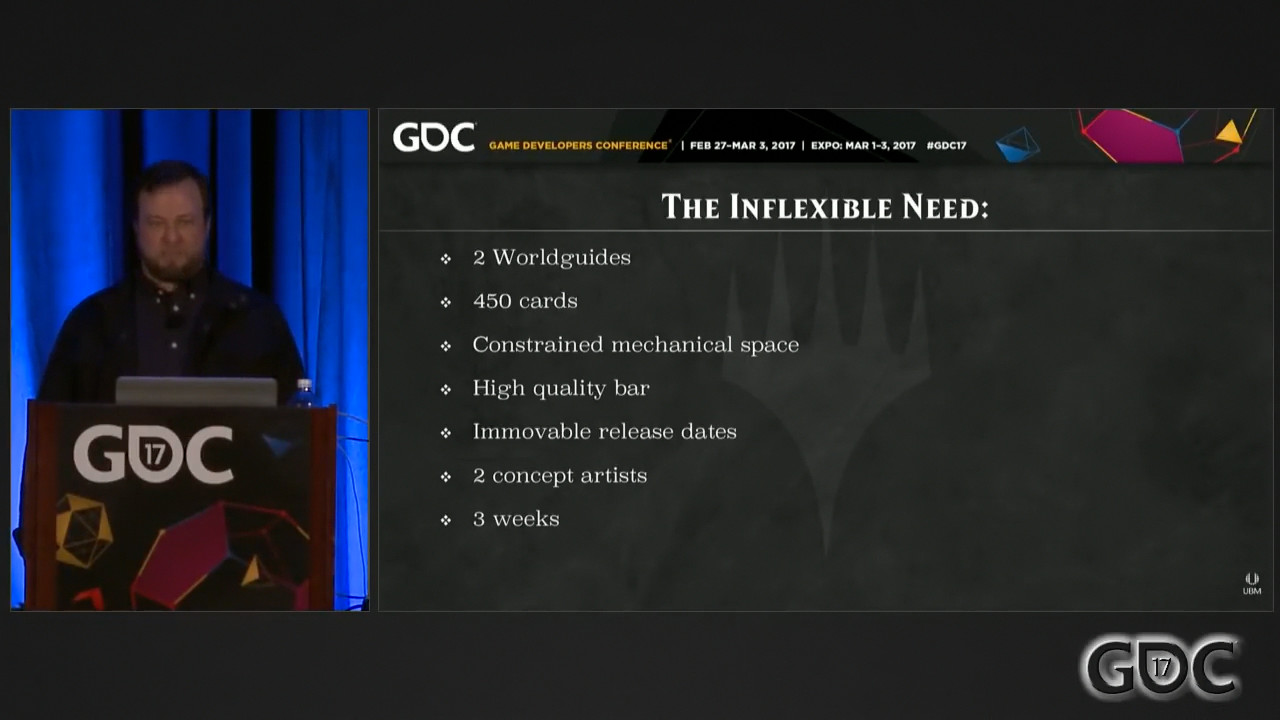 GDC
GAME DEVELOPERS CONFERENCE® | FEB 27–MAR 3, 2017 | EXPO: MAR 1–3, 2017 #GDC17
THE INFLEXIBLE NEED:
❖ 2 Worldguides
❖ 450 cards
❖ Constrained mechanical space
❖ High quality bar
❖ Immovable release dates
❖ 2 concept artists
❖ 3 weeks
UBM
GDC 17
GDC 17